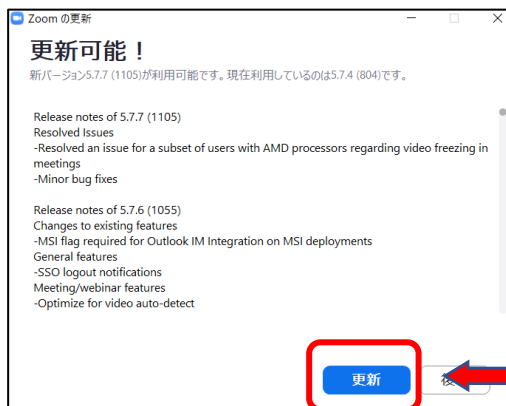 Zoom の更新
更新可能！
新バージョン5.7.7 (1105)が利用可能です。現在利用しているのは5.7.4 (804)です。
Release notes of 5.7.7 (1105)
Resolved Issues
-Resolved an issue for a subset of users with AMD processors regarding video freezing in
meetings
-Minor bug fixes
Release notes of 5.7.6 (1055)
Changes to existing features
-MSI flag required for Outlook IM Integration on MSI deployments
General features
-SSO logout notifications
Meeting/webinar features
-Optimize for video auto-detect
更新